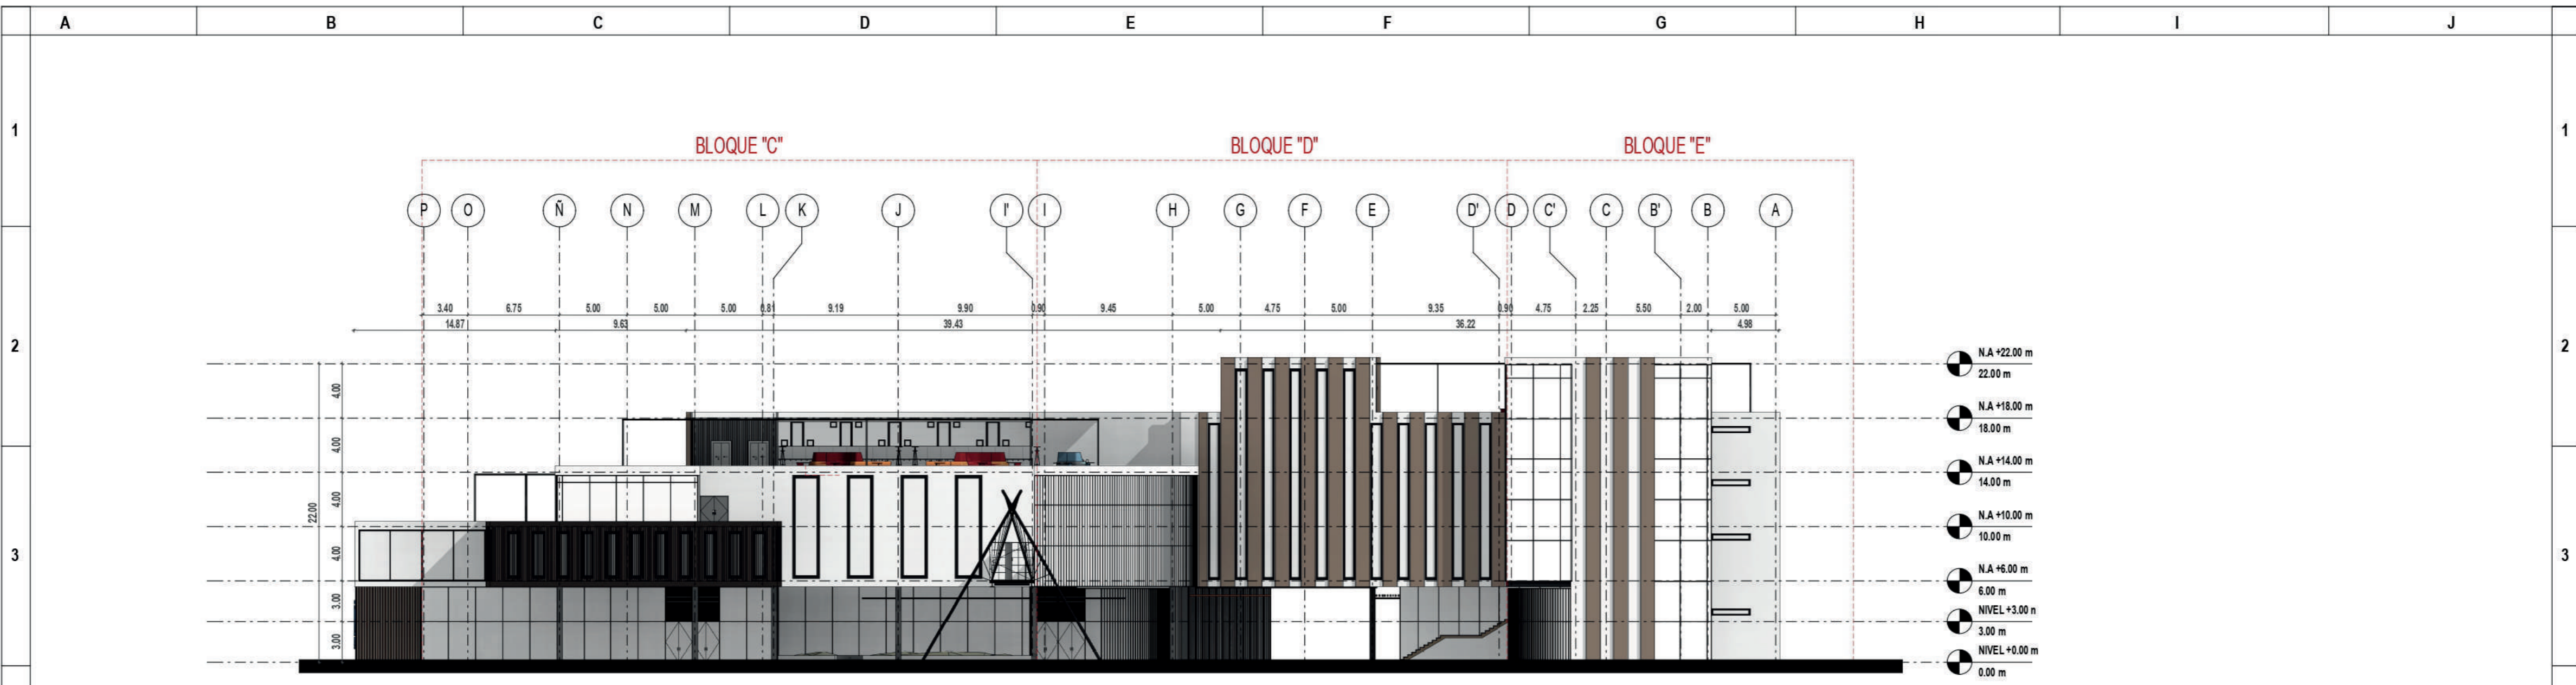 A B C D E F G H I J
1 1
BLOQUE "C" BLOQUE "D" BLOQUE "E"
P O Ñ N M L K J I' I H G F E D' D C' C B' B A
3.40 6.75 5.00 5.00 5.00 0.81 9.19 9.90 0.90 9.45 5.00 4.75 5.00 9.35 0.90 4.75 2.25 5.50 2.00 5.00
14.87 9.63 39.43 36.22 4.98
2 2
N.A +22.00 m
22.00 m
4.00
N.A +18.00 m
18.00 m
4.00
N.A +14.00 m
14.00 m
4.00
22.00
N.A +10.00 m
10.00 m
3 3
4.00
N.A +6.00 m
6.00 m
3.00
NIVEL +3.00 n
3.00 m
3.00
NIVEL +0.00 m
0.00 m